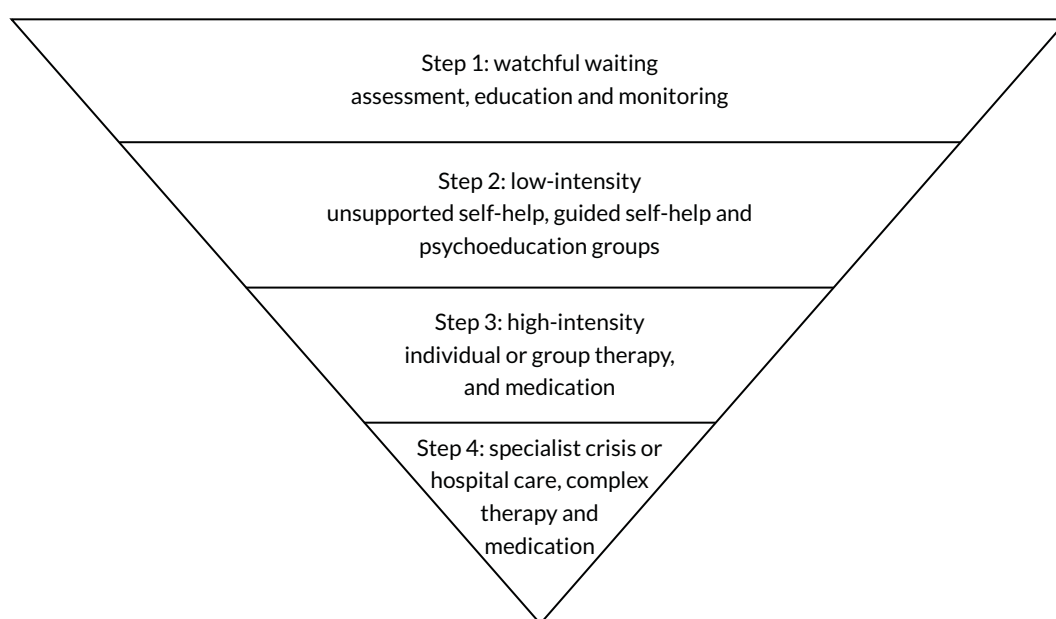 Step 1: watchful waiting
assessment, education and monitoring
Step 2: low-intensity
unsupported self-help, guided self-help and
psychoeducation groups
Step 3: high-intensity
individual or group therapy,
and medication
Step 4: specialist crisis or
hospital care, complex
therapy and
medication